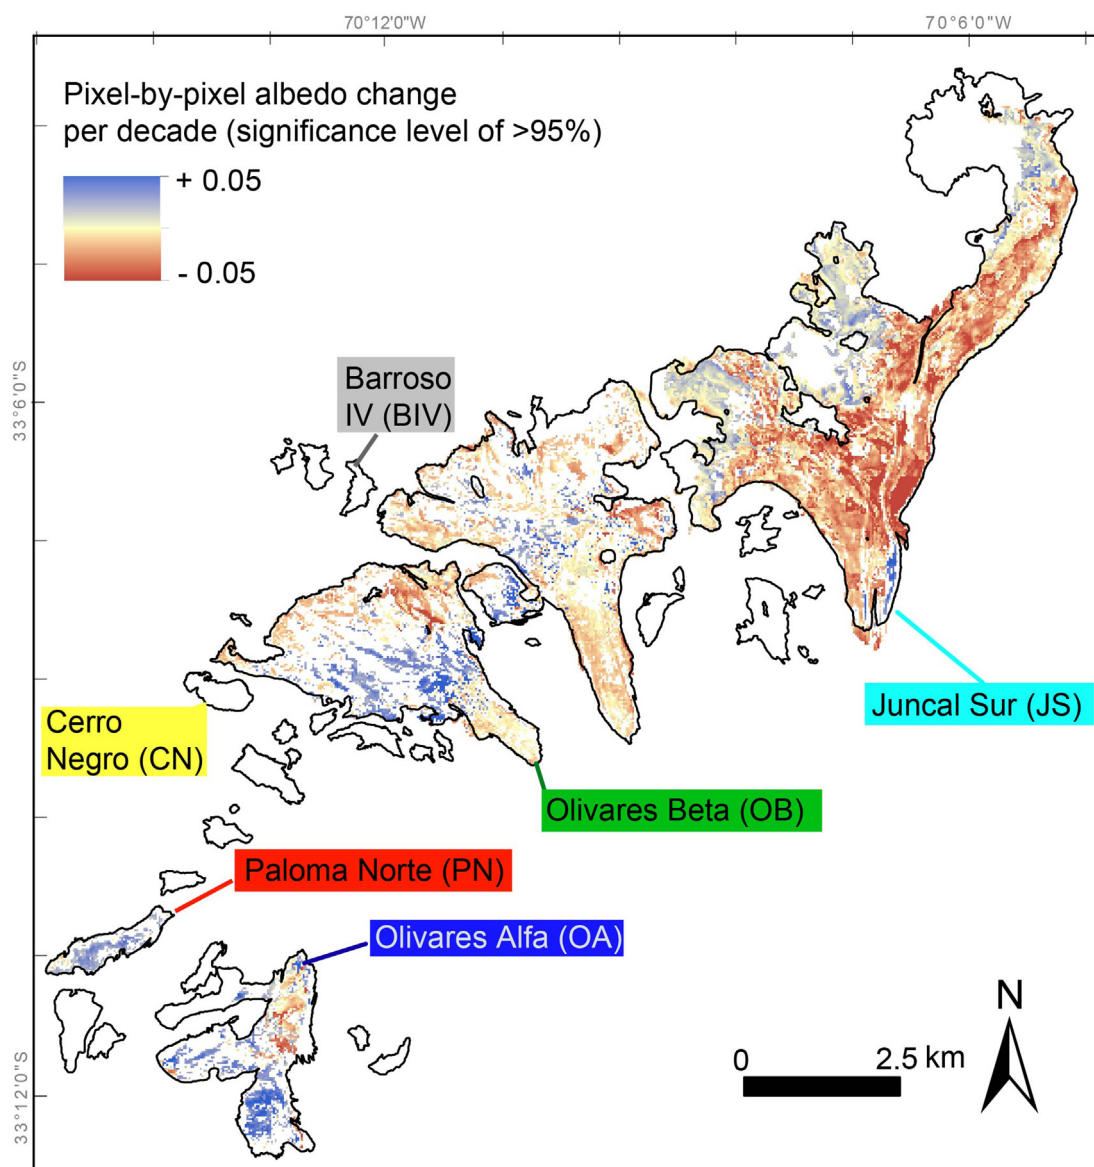 70°12'0"W
70°6'0"W
Pixel-by-pixel albedo change
per decade (significance level of >95%)
+ 0.05
- 0.05
33°6'0"S
Barroso
IV (BIV)
Juncal Sur (JS)
Cerro
Negro (CN)
Olivares Beta (OB)
Paloma Norte (PN)
Olivares Alfa (OA)
N
0
2.5 km
33°12'0"S